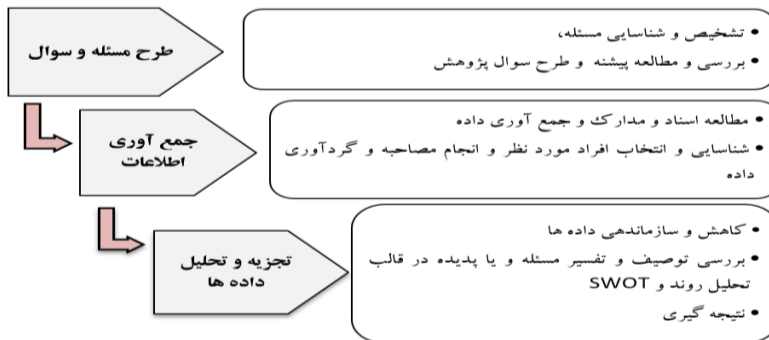 طرح مسئله و سوال
• تشخیص و شناسایی مسئله،
• بررسی و مطالعه پیشنه و طرح سوال پژوهش
جمع آوری
اطلاعات
• مطالعه اسناد و مدارک و جمع آوری داده
• شناسایی و انتخاب افراد مورد نظر و انجام مصاحبه و گردآوری
داده
تجزیه و تحلیل
داده ها
• کاهش و سازماندهی داده ها
• بررسی توصیف و تفسیر مسئله و یا پدیده در قالب
تحلیل روند و SWOT
• نتیجه گیری